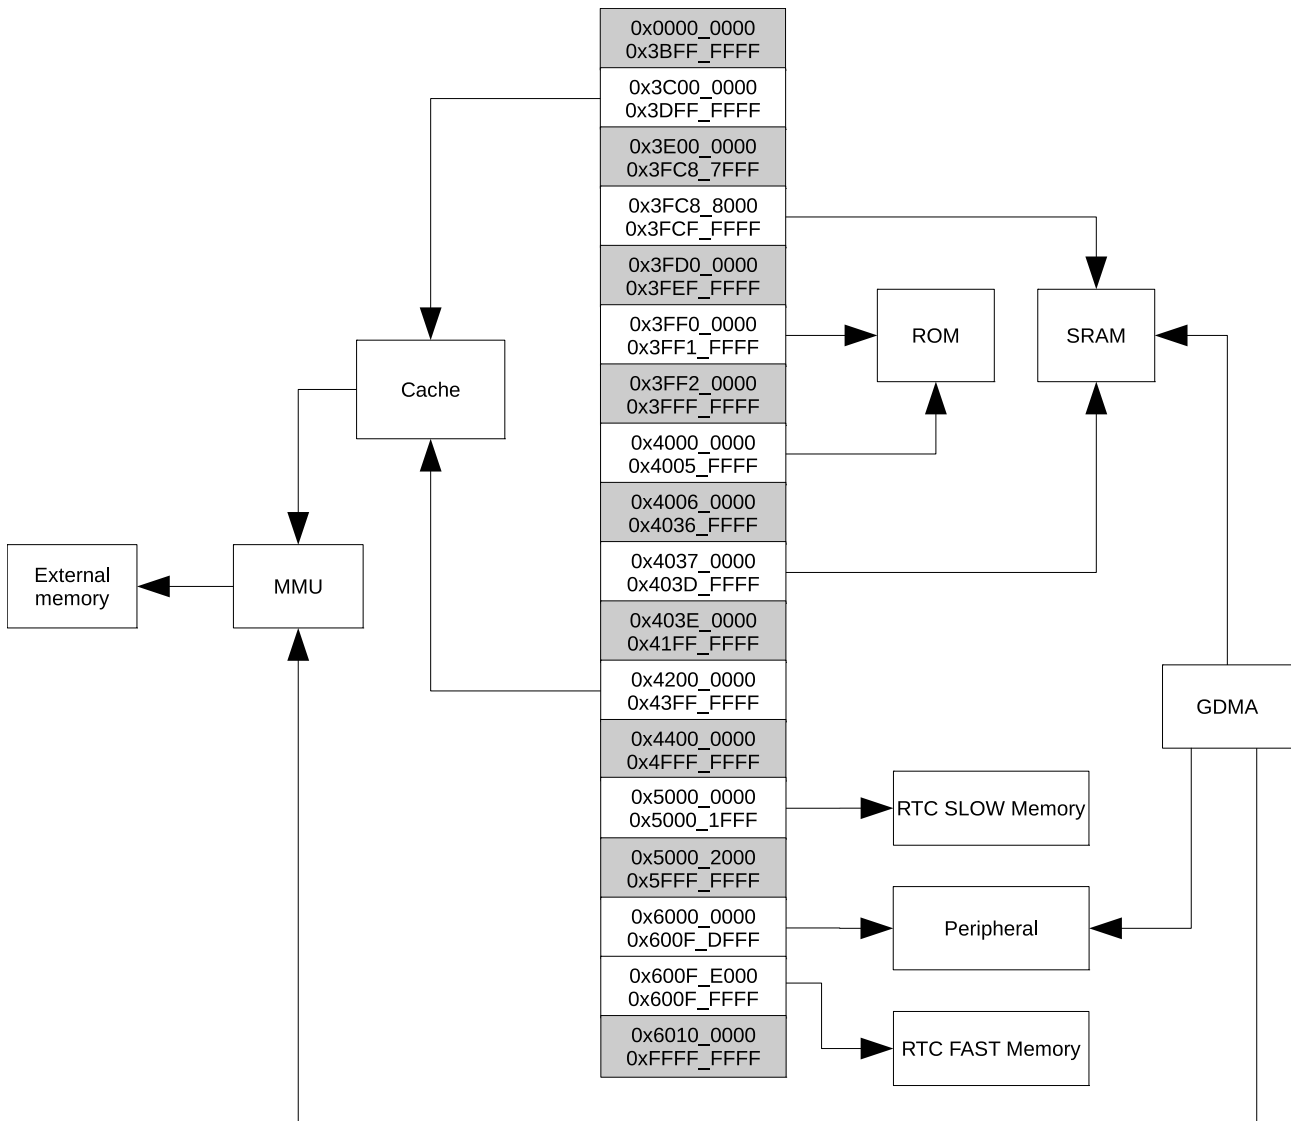 0x0000_0000
0x3BFF_FFFF
0x3C00_0000
0x3DFF_FFFF
0x3E00_0000
0x3FC8_7FFF
0x3FC8_8000
0x3FCF_FFFF
0x3FD0_0000
0x3FEF_FFFF
0x3FF0_0000
0x3FF1_FFFF
0x3FF2_0000
0x3FFF_FFFF
0x4000_0000
0x4005_FFFF
0x4006_0000
0x4036_FFFF
0x4037_0000
0x403D_FFFF
0x403E_0000
0x41FF_FFFF
0x4200_0000
0x43FF_FFFF
0x4400_0000
0x4FFF_FFFF
0x5000_0000
0x5000_1FFF
0x5000_2000
0x5FFF_FFFF
0x6000_0000
0x600F_DFFF
0x600F_E000
0x600F_FFFF
0x6010_0000
0xFFFF_FFFF
Cache
External
memory
MMU
ROM
SRAM
GDMA
RTC SLOW Memory
Peripheral
RTC FAST Memory